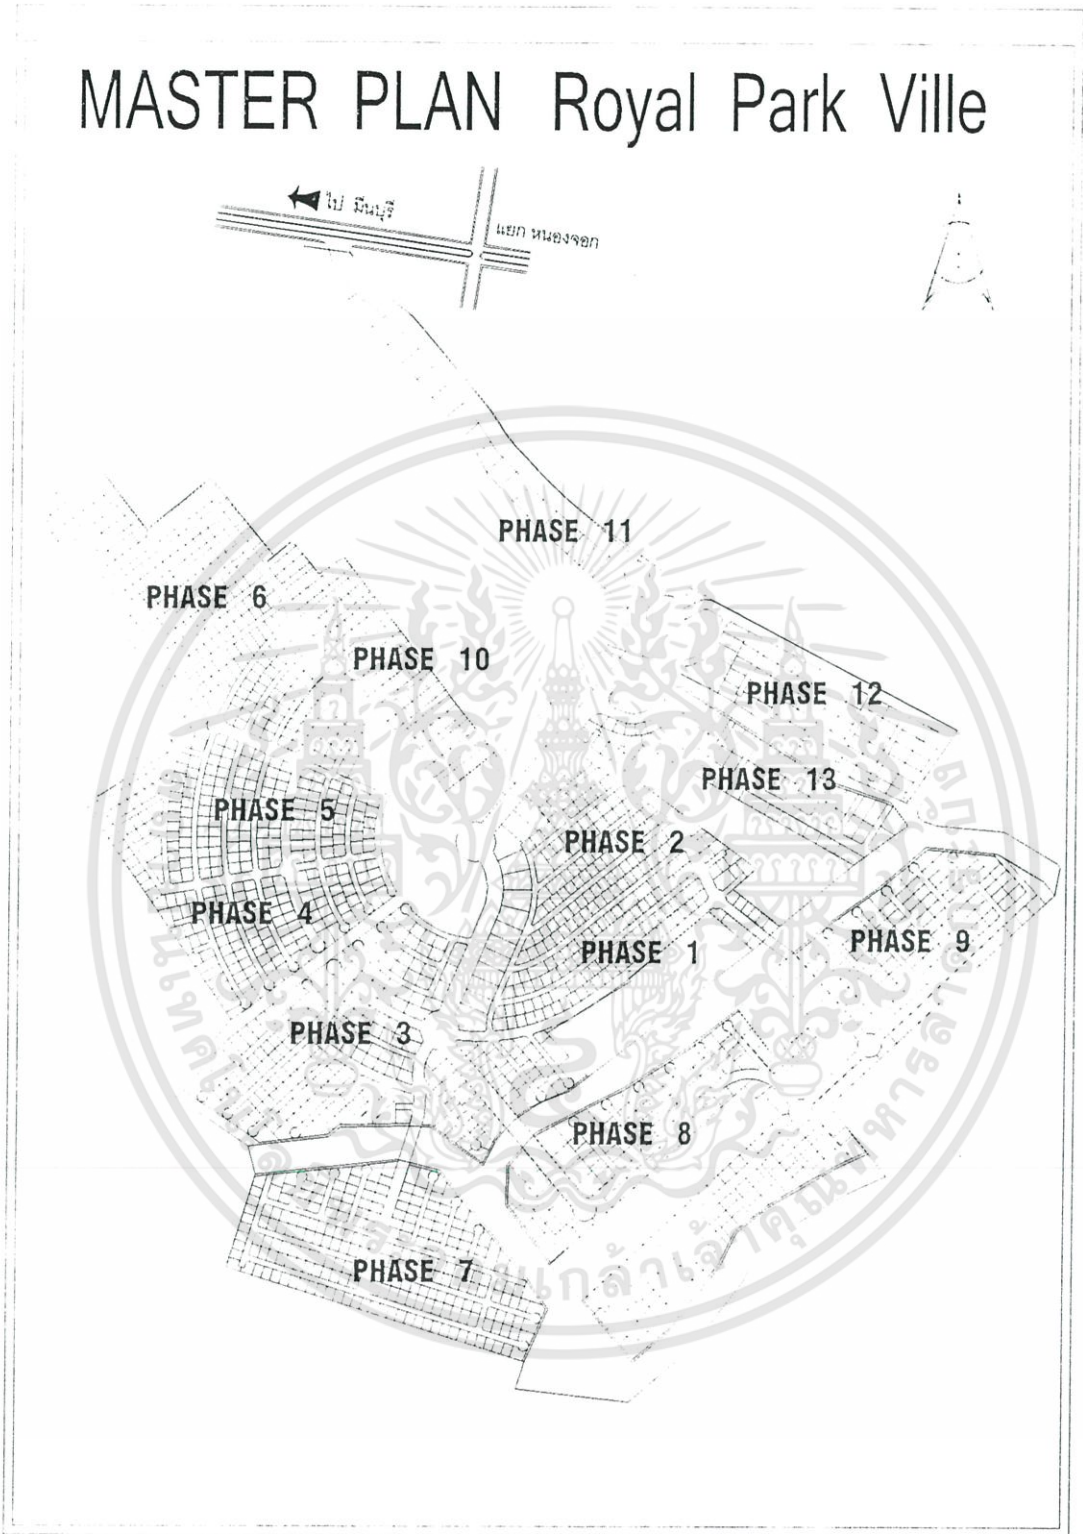 MASTER PLAN Royal Park Ville
ไป มีนบุรี
แยก หนองจอก
PHASE 11
PHASE 6
PHASE 10
PHASE 12
PHASE 13
PHASE 5
PHASE 2
PHASE 4
PHASE 9
PHASE 1
PHASE 3
PHASE 8
PHASE 7